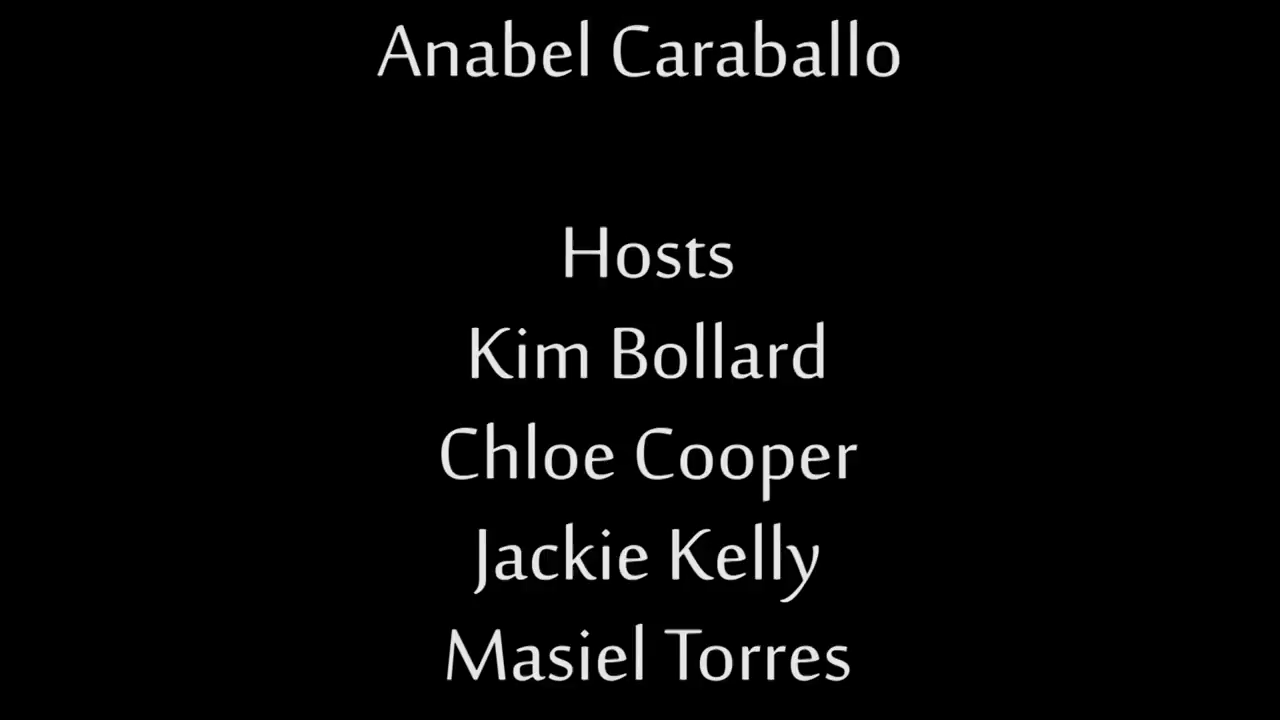 Anabel Caraballo
Hosts
Kim Bollard
Chloe Cooper
Jackie Kelly
Masiel Torres